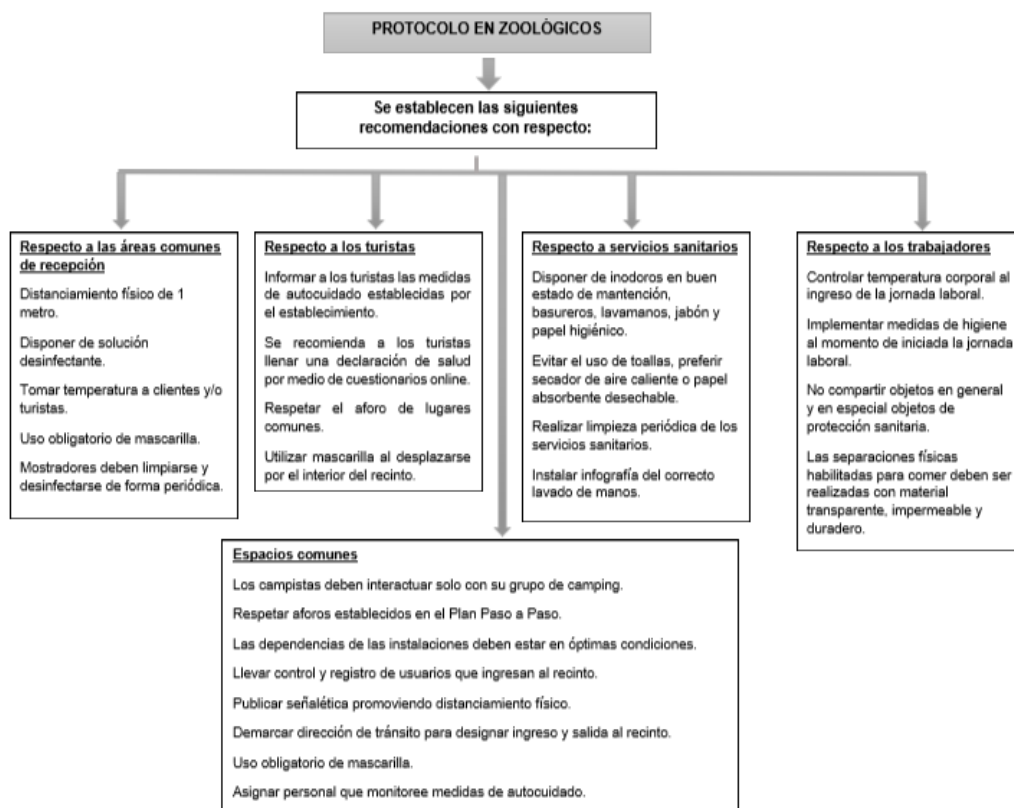 PROTOCOLO EN ZOOLÓGICOS
Se establecen las siguientes
recomendaciones con respecto:
Respecto a las áreas comunes
de recepción
Distanciamiento físico de 1
metro.
Disponer de solución
desinfectante.
Tomar temperatura a clientes y/o
turistas.
Uso obligatorio de mascarilla.
Mostradores deben limpiarse y
desinfectarse de forma periódica.
Respecto a los turistas
Informar a los turistas las medidas
de autocuidado establecidas por
el establecimiento.
Se recomienda a los turistas
llenar una declaración de salud
por medio de cuestionarios online.
Respetar el aforo de lugares
comunes.
Utilizar mascarilla al desplazarse
por el interior del recinto.
Respecto a servicios sanitarios
Disponer de inodoros en buen
estado de mantención,
basureros, lavamanos, jabón y
papel higiénico.
Evitar el uso de toallas, preferir
secador de aire caliente o papel
absorbente desechable.
Realizar limpieza periódica de los
servicios sanitarios.
Instalar infografía del correcto
lavado de manos.
Respecto a los trabajadores
Controlar temperatura corporal al
ingreso de la jornada laboral.
Implementar medidas de higiene
al momento de iniciada la jornada
laboral.
No compartir objetos en general
y en especial objetos de
protección sanitaria.
Las separaciones físicas
habilitadas para comer deben ser
realizadas con material
transparente, impermeable y
duradero.
Espacios comunes
Los campistas deben interactuar solo con su grupo de camping.
Respetar aforos establecidos en el Plan Paso a Paso.
Las dependencias de las instalaciones deben estar en óptimas condiciones.
Llevar control y registro de usuarios que ingresan al recinto.
Publicar señalética promoviendo distanciamiento físico.
Demarcar dirección de tránsito para designar ingreso y salida al recinto.
Uso obligatorio de mascarilla.
Asignar personal que monitoree medidas de autocuidado.